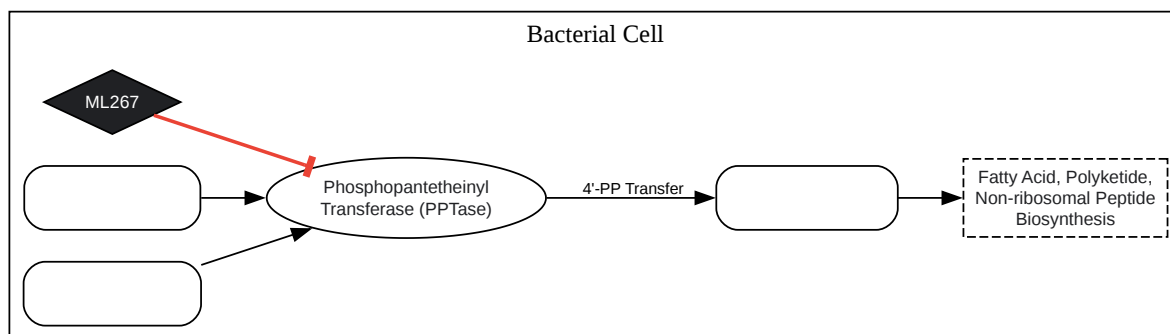 Bacterial Cell
ML267
Phosphopantetheinyl
Transferase (PPTase)
4'-PP Transfer
Fatty Acid, Polyketide,
Non-ribosomal Peptide
Biosynthesis